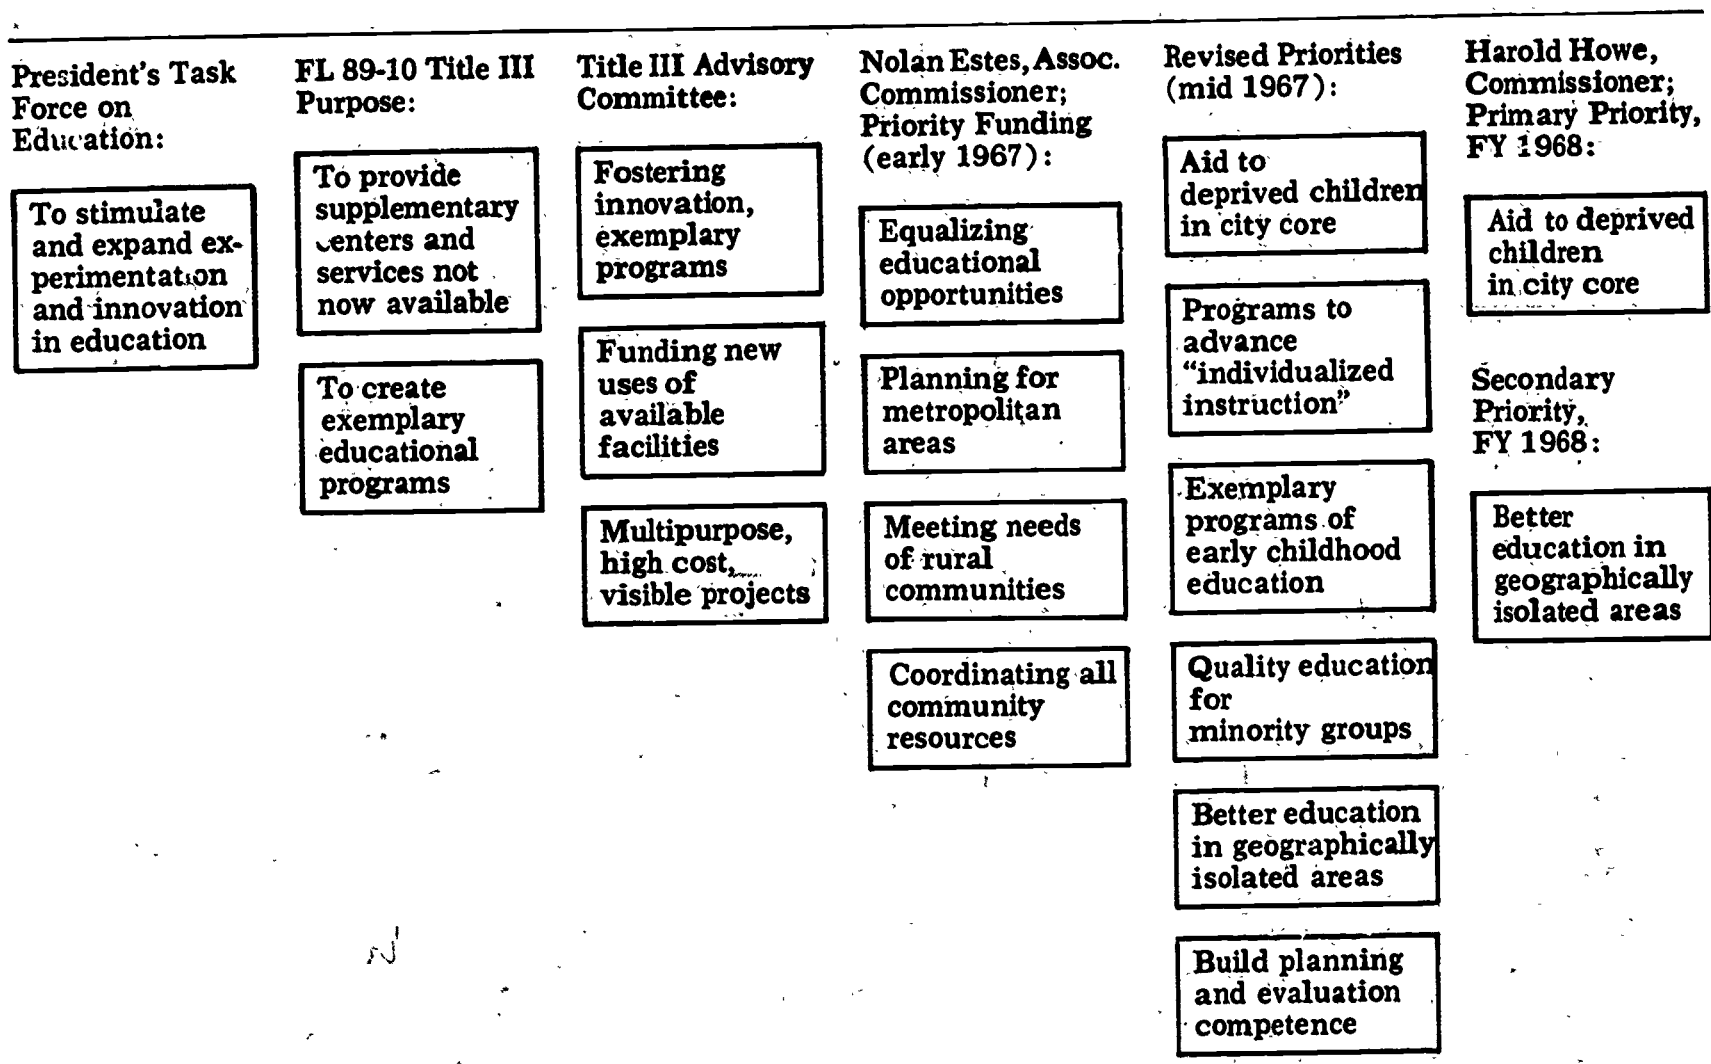 President's Task
Force on
Education:
To stimulate
and expand ex-
perimentation
and innovation
in education
FL 89-10 Title III
Purpose:
To provide
supplementary
centers and
services not
now available
To create
exemplary
educational
programs
Title III Advisory
Committee:
Fostering
innovation,
exemplary
programs
Funding new
uses of
available
facilities
Multipurpose,
high cost,
visible projects
Nolan Estes, Assoc.
Commissioner;
Priority Funding
(early 1967):
Equalizing
educational
opportunities
Planning for
metropolitan
areas
Meeting needs
of rural
communities
Coordinating all
community
resources
Revised Priorities
(mid 1967):
Aid to
deprived children
in city core
Programs to
advance
“individualized
instruction”
Exemplary
programs of
early childhood
education
Quality education
for
minority groups
Better education
in geographically
isolated areas
Build planning
and evaluation
competence
Harold Howe,
Commissioner;
Primary Priority,
FY 1968:
Aid to deprived
children
in city core
Secondary
Priority,
FY 1968:
Better
education in
geographically
isolated areas